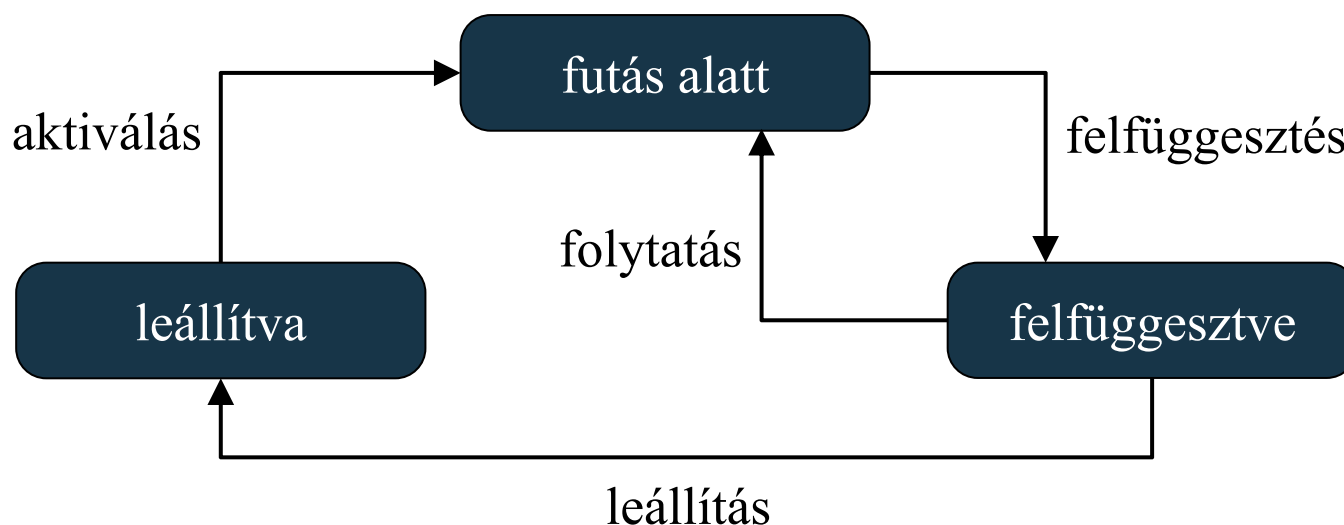 futás alatt
aktiválás
felfüggesztés
folytatás
leállítva
felfüggesztve
leállítás